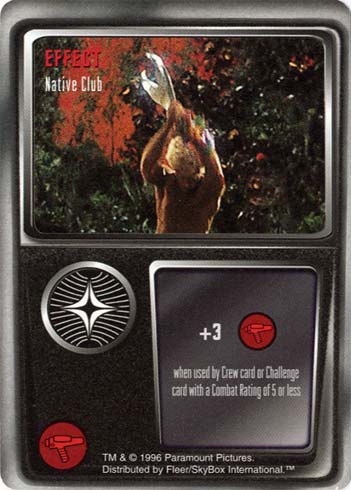 EFFECT
Native Club
+3
when used by Crew card or Challenge
card with a Combat Rating of 5 or less
TM & © 1996 Paramount Pictures.
Distributed by Fleer/SkyBox International.™